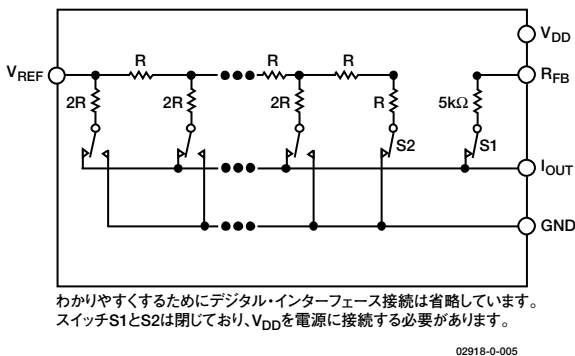 V_DD
V_REF R R R R_FB
2R 2R 2R R 5kΩ
S2 S1
I_OUT
GND
わかりやすくするためにデジタル・インターフェース接続は省略しています。
スイッチS1とS2は閉じており、V_DDを電源に接続する必要があります。
02918-0-005